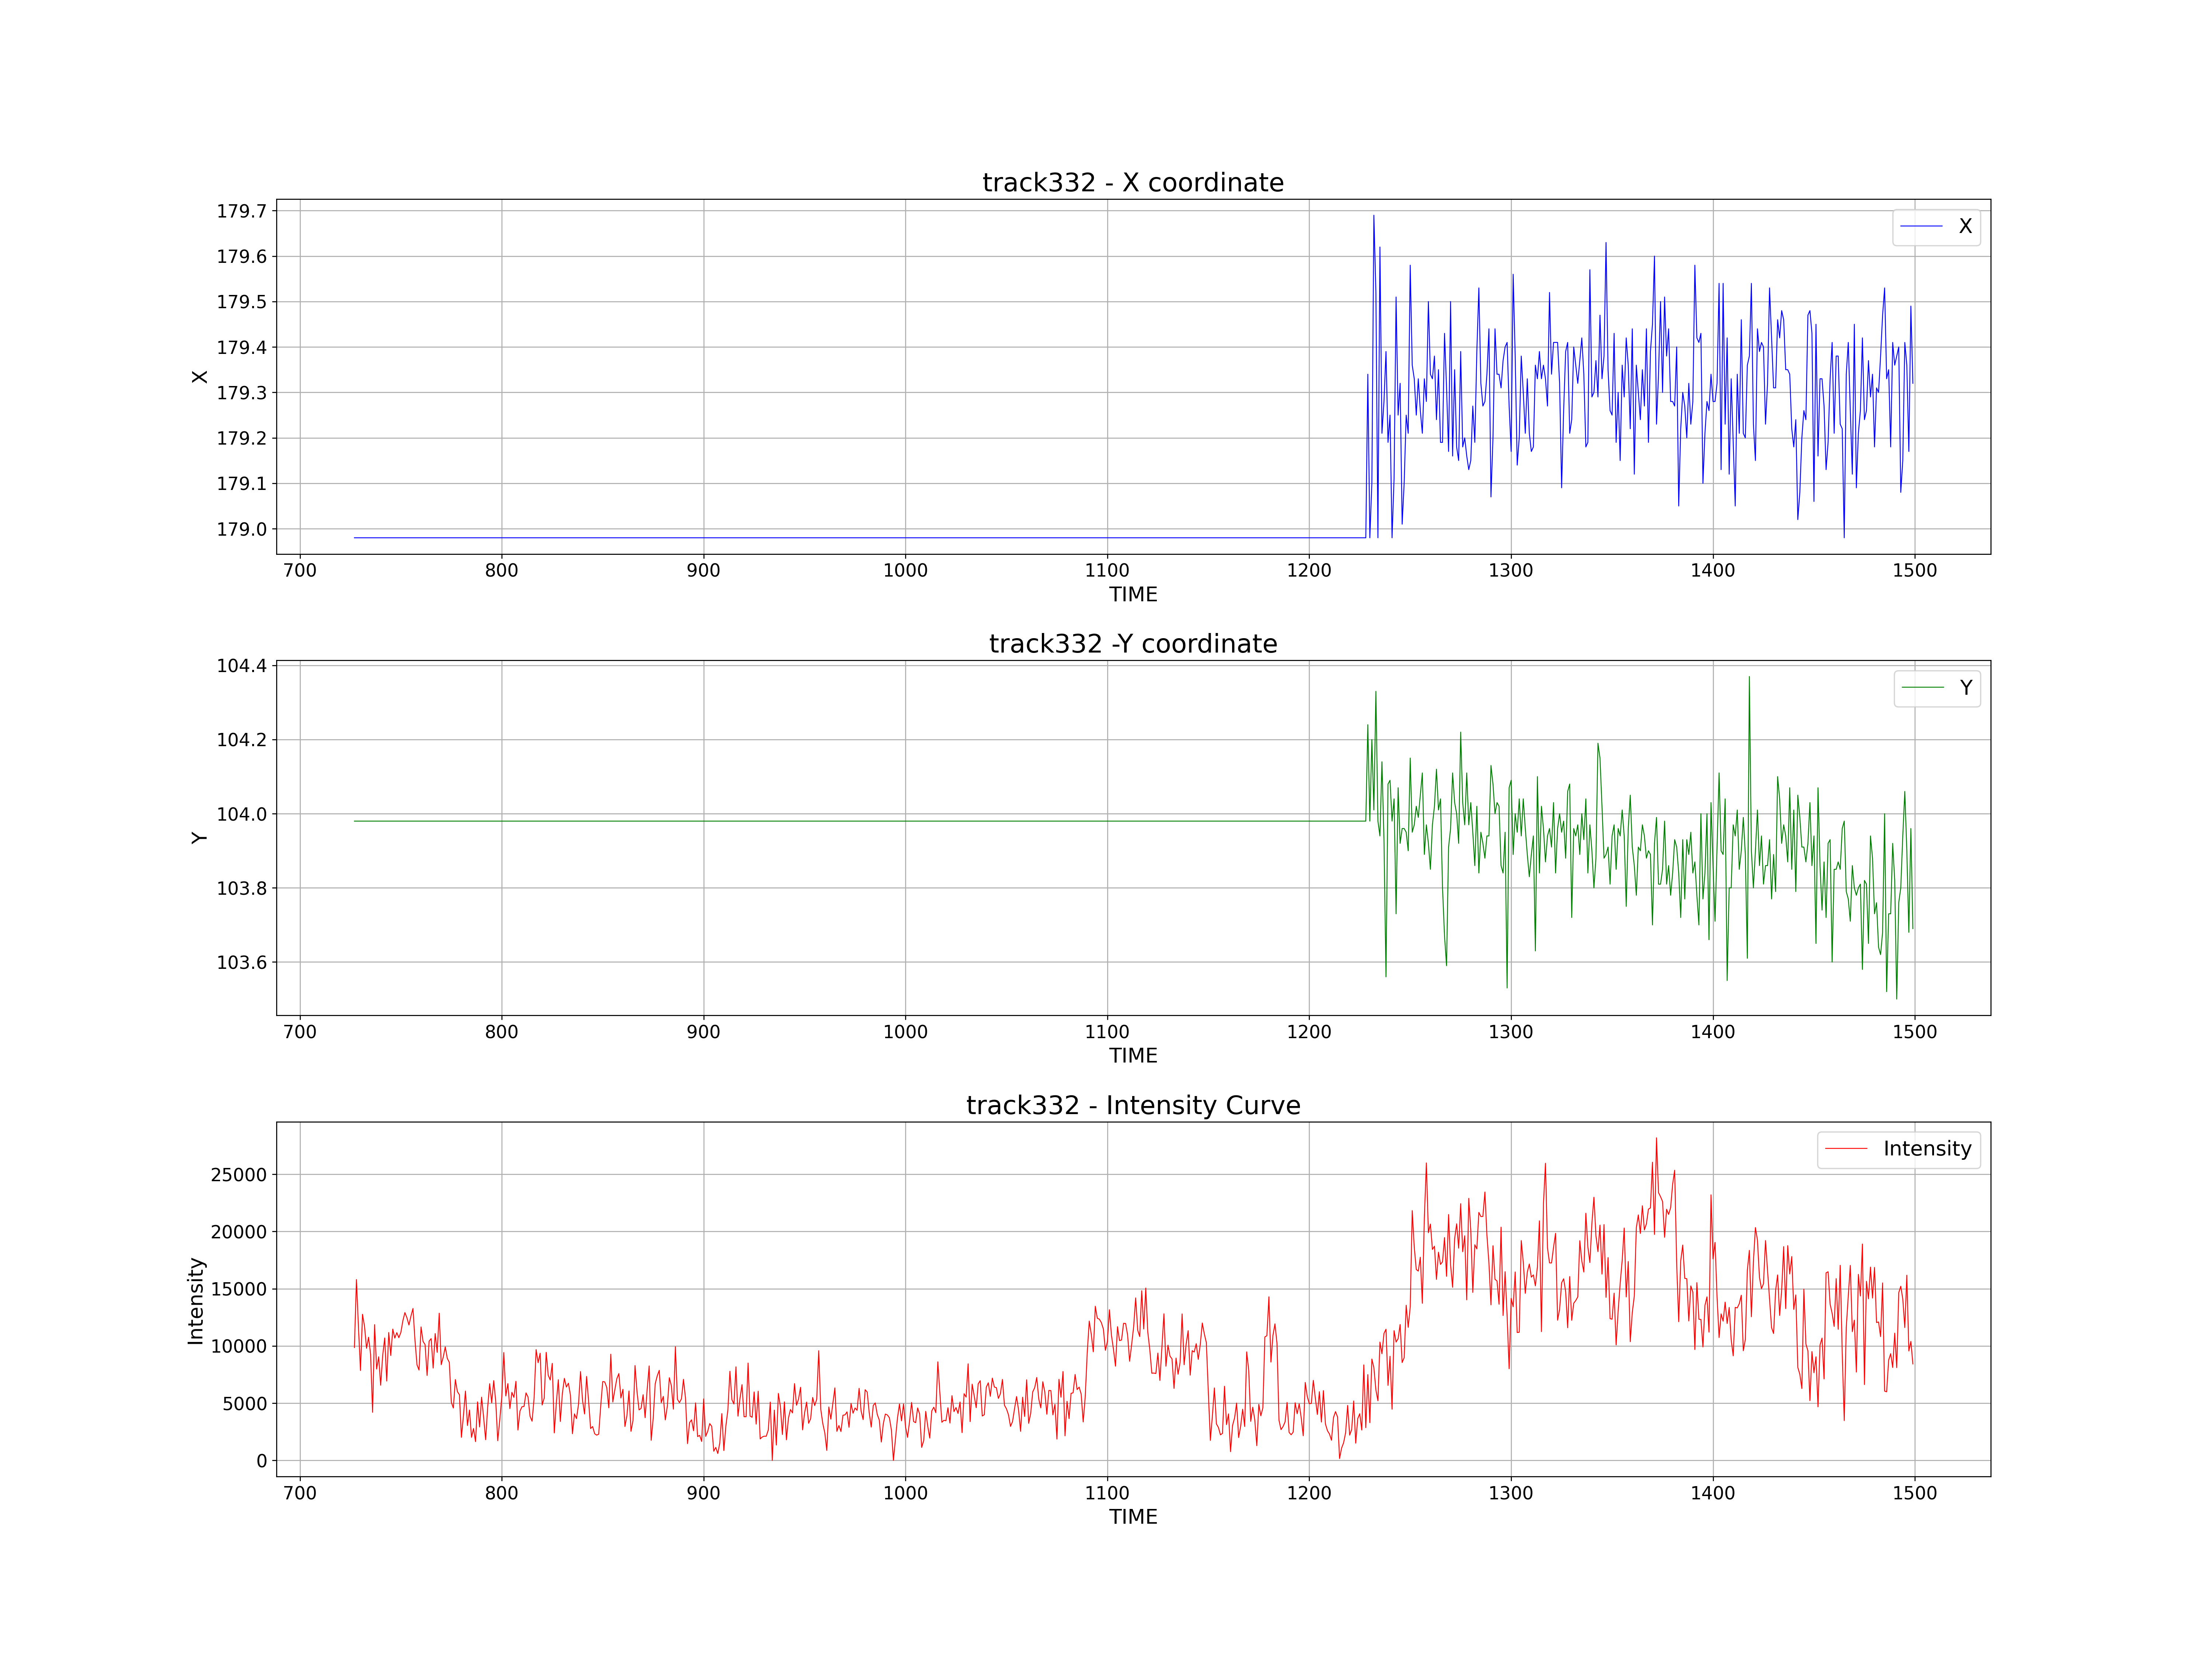 track332 - X coordinate
179.7
179.6
179.5
179.4
179.3
179.2
179.1
179.0
X
X
700 800 900 1000 1100 1200 1300 1400 1500
TIME
track332 -Y coordinate
104.4
104.2
104.0
103.8
103.6
Y
Y
700 800 900 1000 1100 1200 1300 1400 1500
TIME
track332 - Intensity Curve
25000
20000
15000
10000
5000
0
Intensity
Intensity
700 800 900 1000 1100 1200 1300 1400 1500
TIME